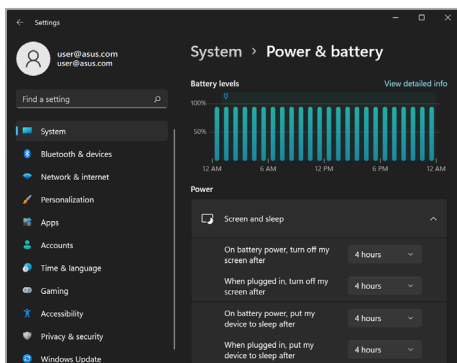 Settings
user@asus.com
user@asus.com
Find a setting
System
Bluetooth & devices
Network & internet
Personalization
Apps
Accounts
Time & language
Gaming
Accessibility
Privacy & security
Windows Update
System > Power & battery
Battery levels
View detailed info
100%
50%
12 AM 6 AM 12 PM 6 PM 12 AM
Power
Screen and sleep
On battery power, turn off my
screen after
4 hours
When plugged in, turn off my
screen after
4 hours
On battery power, put my
device to sleep after
4 hours
When plugged in, put my
device to sleep after
4 hours